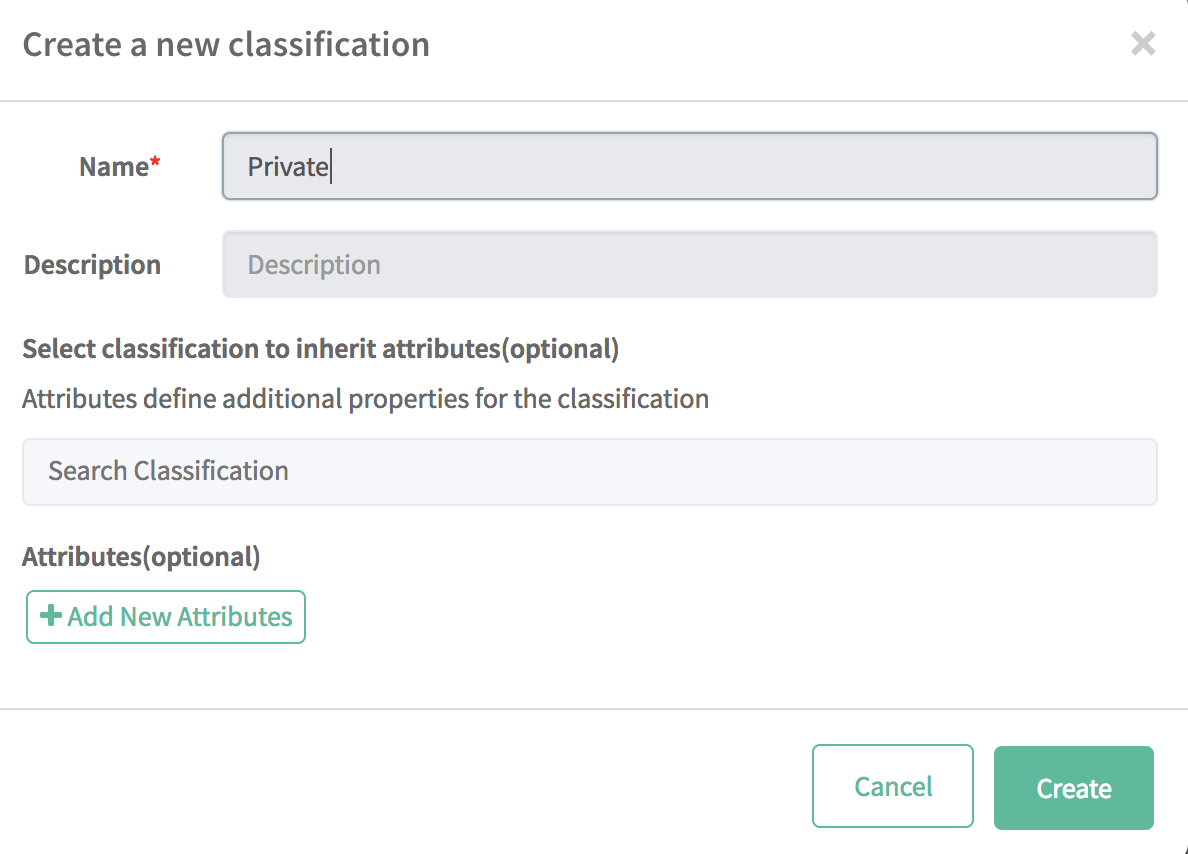 Create a new classification
Name* Private
Description Description
Select classification to inherit attributes(optional)
Attributes define additional properties for the classification
Search Classification
Attributes(optional)
Add New Attributes
Cancel Create